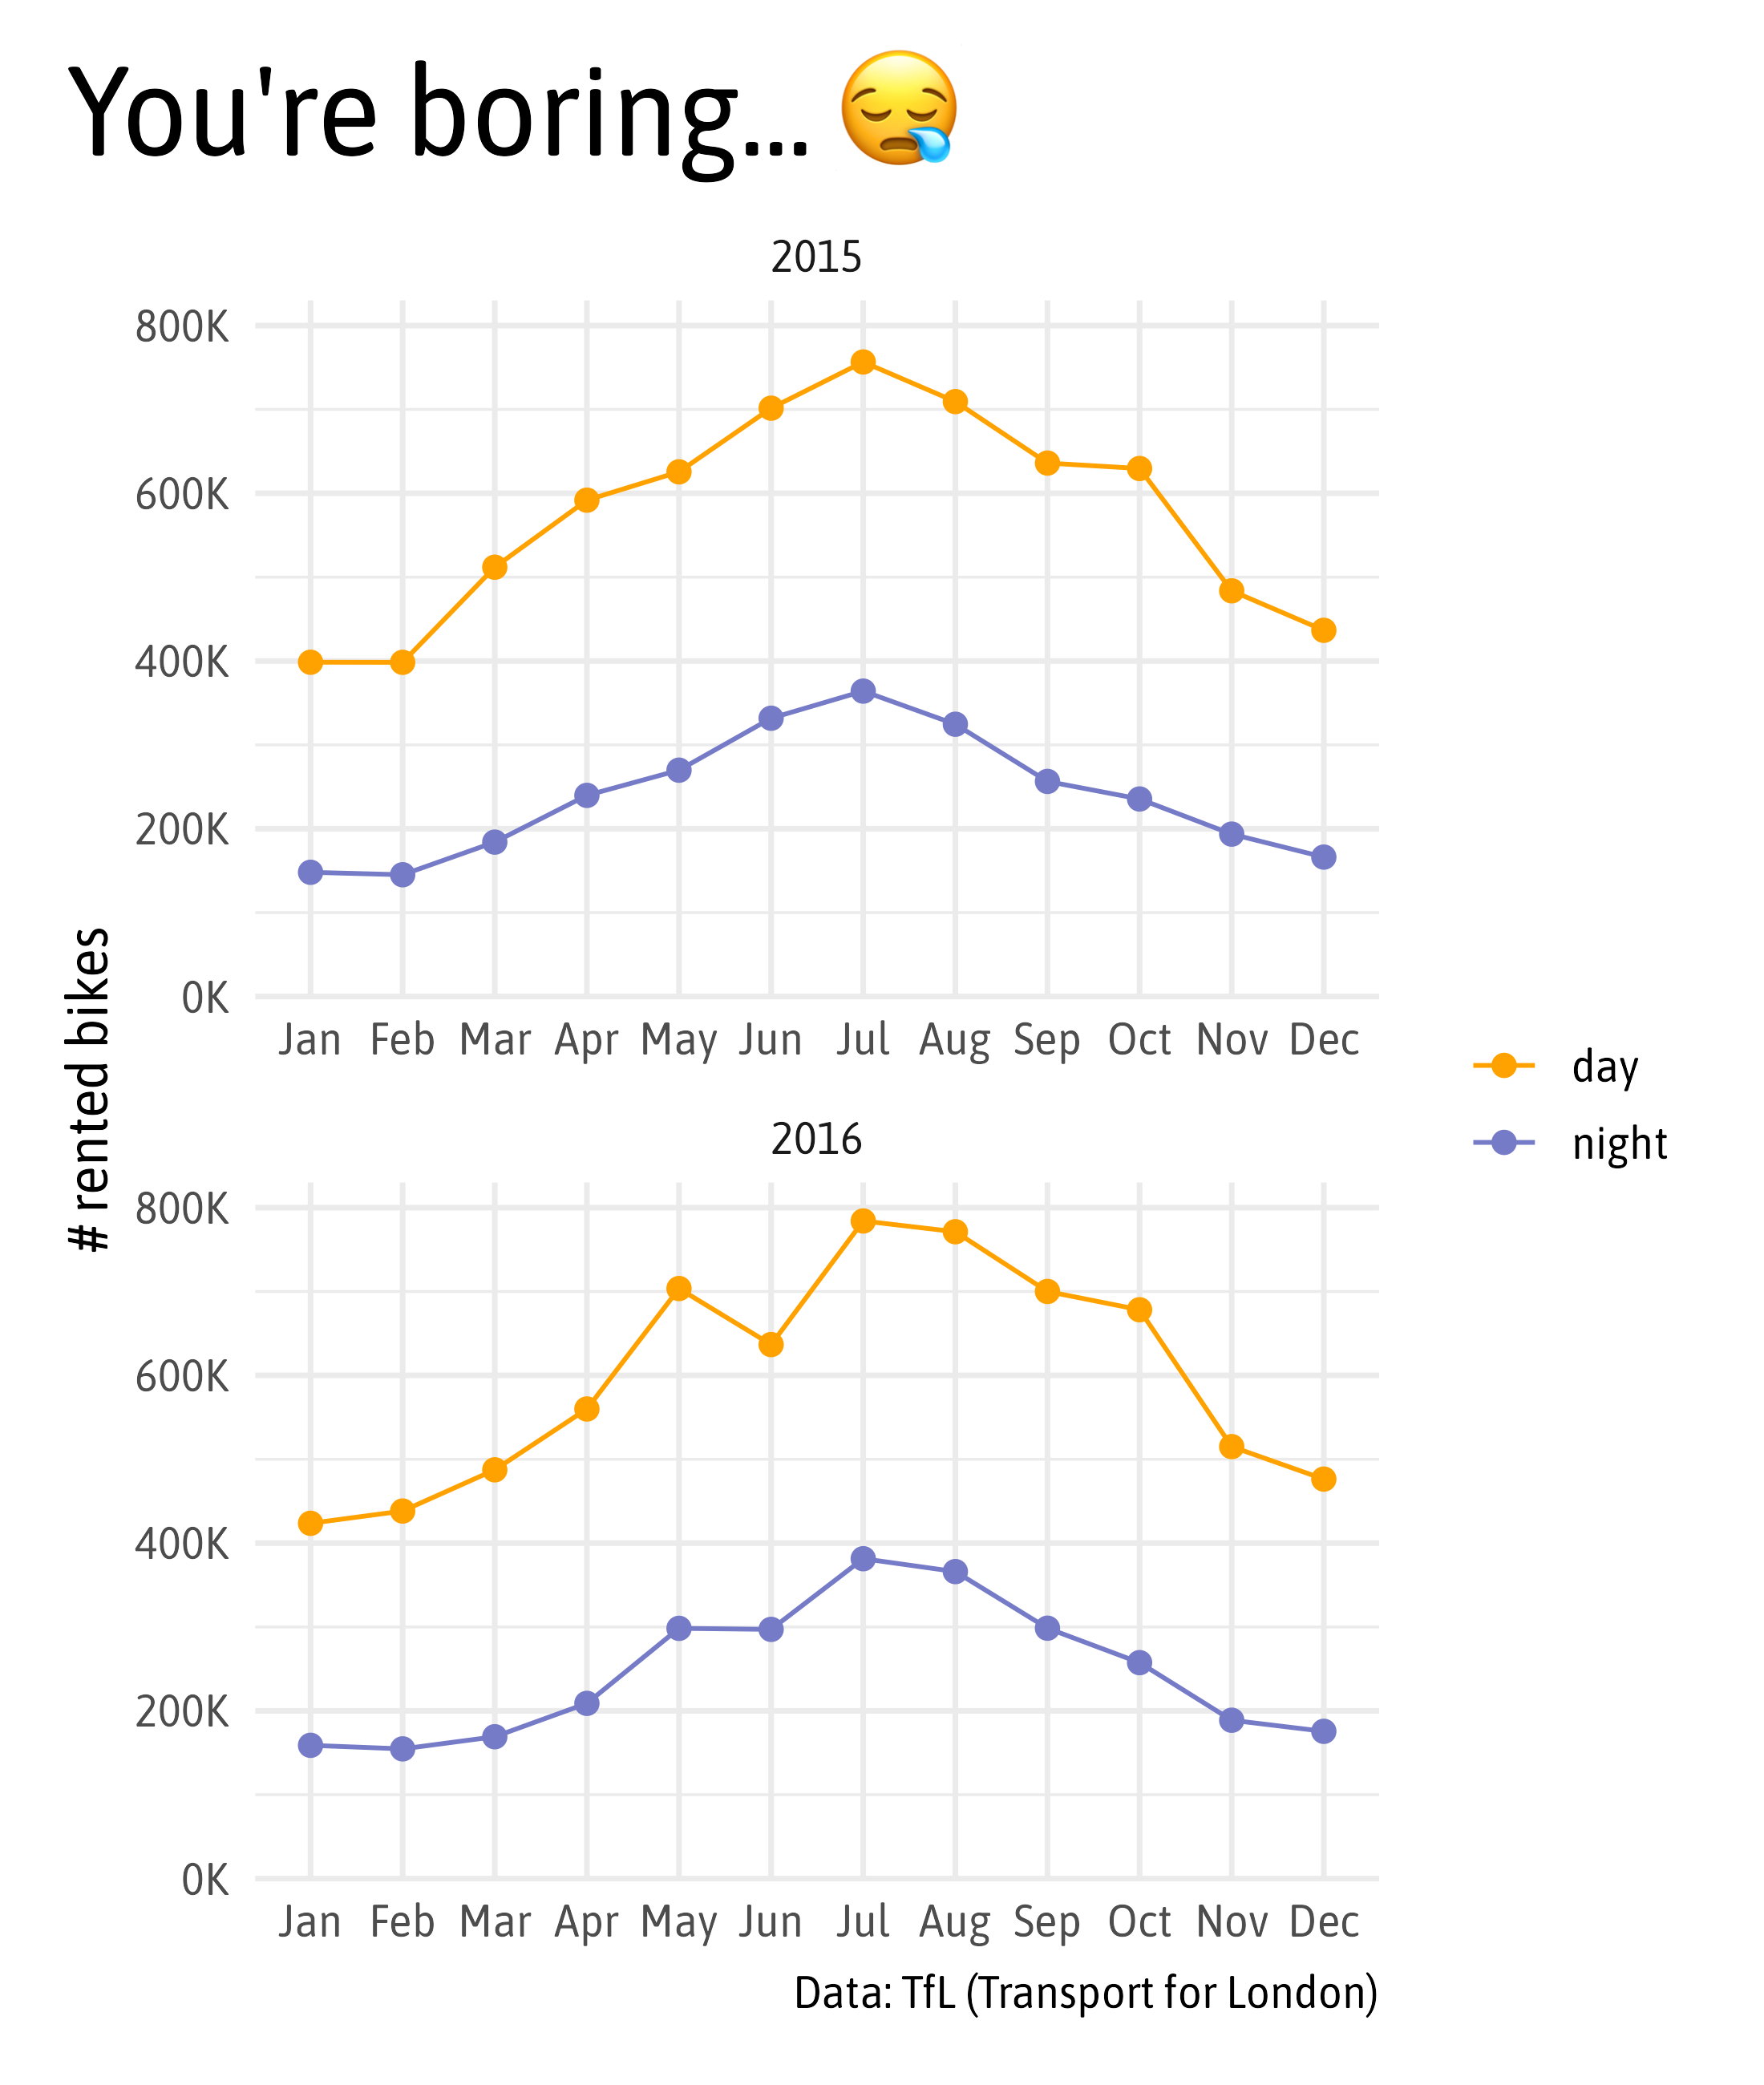 You're boring... 😪
2015
800K
600K
400K
200K
0K
Jan Feb Mar Apr May Jun Jul Aug Sep Oct Nov Dec
# rented bikes
day
night
2016
800K
600K
400K
200K
0K
Jan Feb Mar Apr May Jun Jul Aug Sep Oct Nov Dec
Data: TfL (Transport for London)